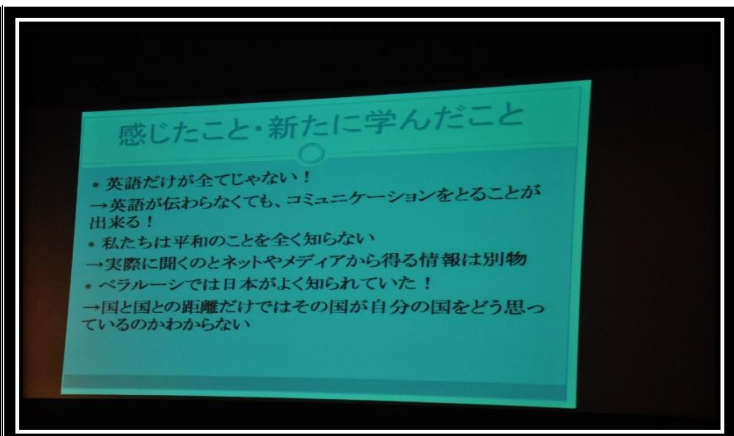 感じたこと・新たに学んだこと
• 英語だけが全てじゃない！
→英語が伝わらなくても、コミュニケーションをとることが
出来る！
• 私たちは平和のことを全く知らない
→実際に聞くのとネットやメディアから得る情報は別物
• ベラルーシでは日本がよく知られていた！
→国と国との距離だけではその国が自分の国をどう思っ
ているのかわからない